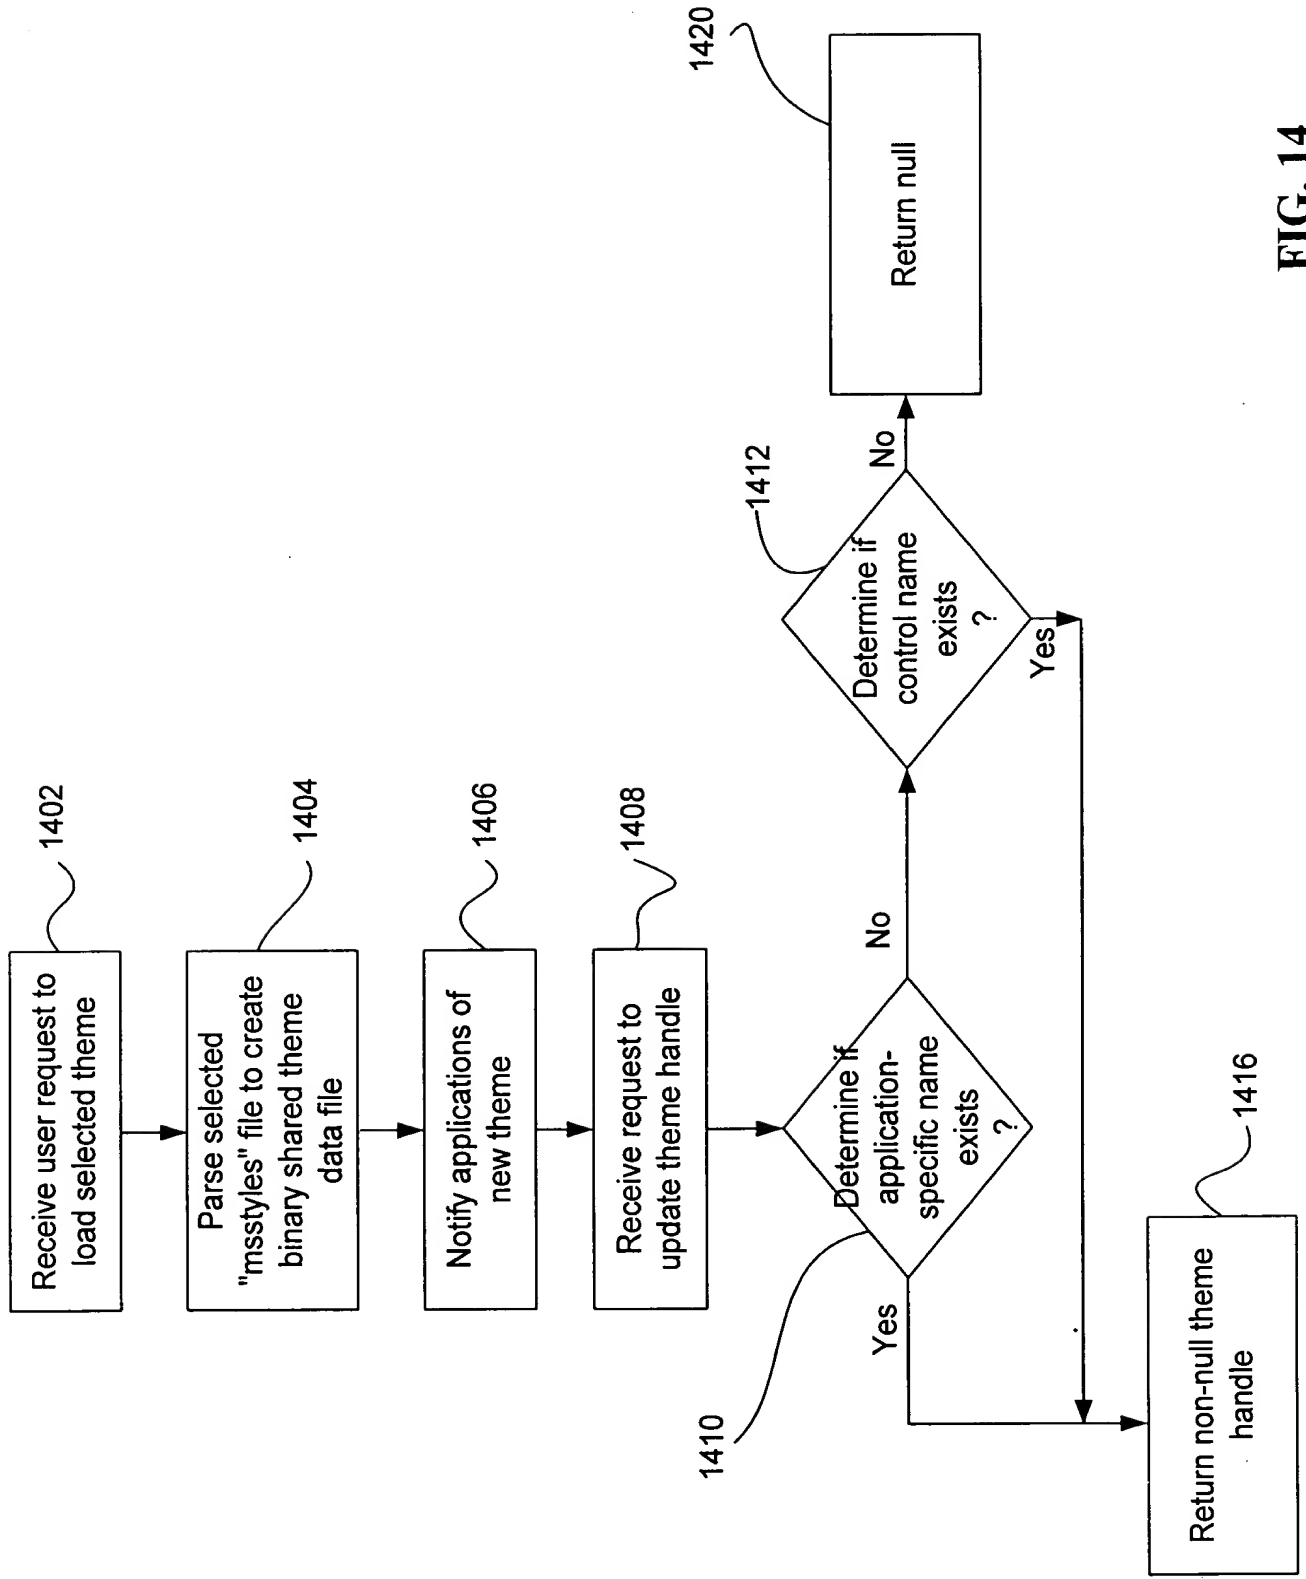 Receive user request to
load selected theme
1402
Parse selected
"msstyles" file to create
binary shared theme
data file
1404
Notify applications of
new theme
1406
Receive request to
update theme handle
1408
Determine if
application-
specific name
exists
?
1410
Yes
No
Determine if
control name
exists
?
1412
No
Yes
Return null
1420
Return non-null theme
handle
1416
FIG. 14